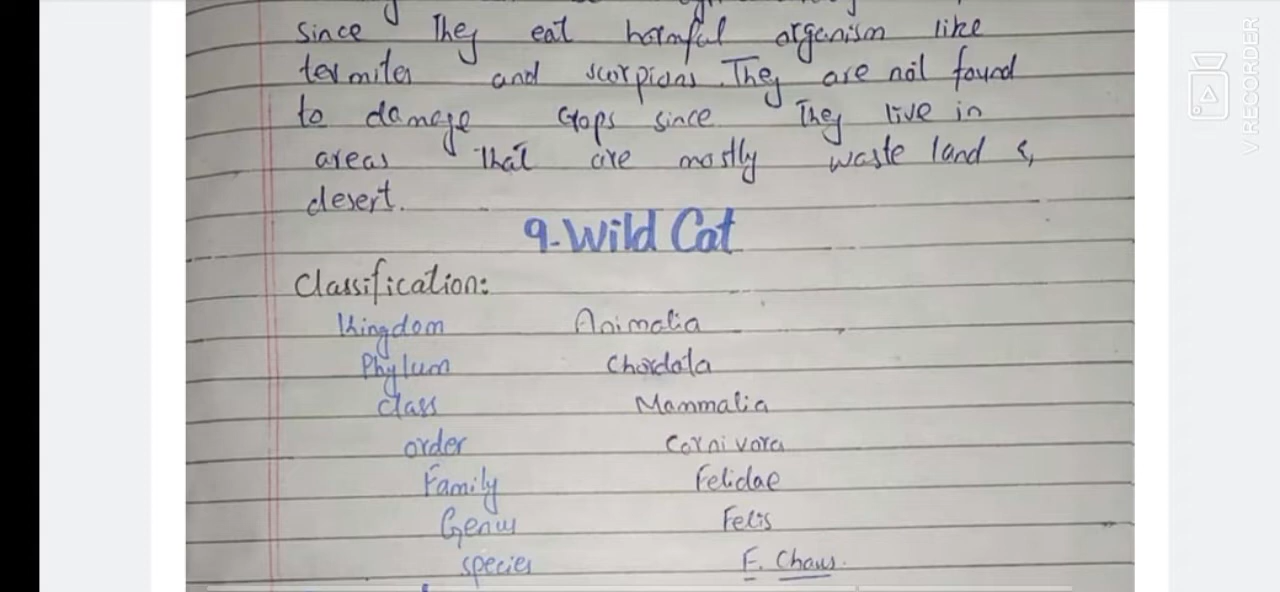 since They eat harmful organism like
termites and scorpions. They are not found
to damage crops since They live in
areas That are mostly waste land &
desert.
9. Wild Cat
Classification:
Kingdom Animalia
Phylum Chordata
class Mammalia
order Carnivora
Family Felidae
Genus Felis
species F. Chaus.
VRECORDER